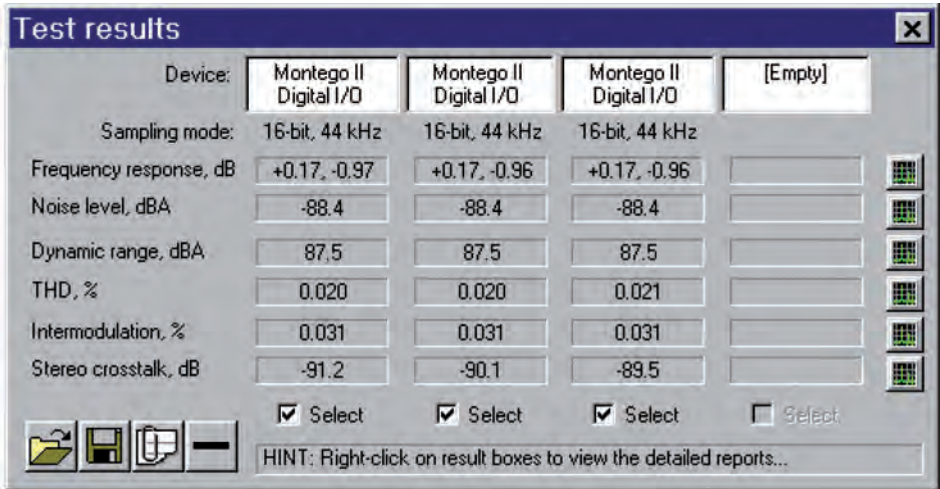 Test results
Device: Montego II Digital I/O Montego II Digital I/O Montego II Digital I/O [Empty]
Sampling mode: 16-bit, 44 kHz 16-bit, 44 kHz 16-bit, 44 kHz
Frequency response, dB +0.17, -0.97 +0.17, -0.96 +0.17, -0.96
Noise level, dBA -88.4 -88.4 -88.4
Dynamic range, dBA 87.5 87.5 87.5
THD, % 0.020 0.020 0.021
Intermodulation, % 0.031 0.031 0.031
Stereo crosstalk, dB -91.2 -90.1 -89.5
Select Select Select Select
HINT: Right-click on result boxes to view the detailed reports...